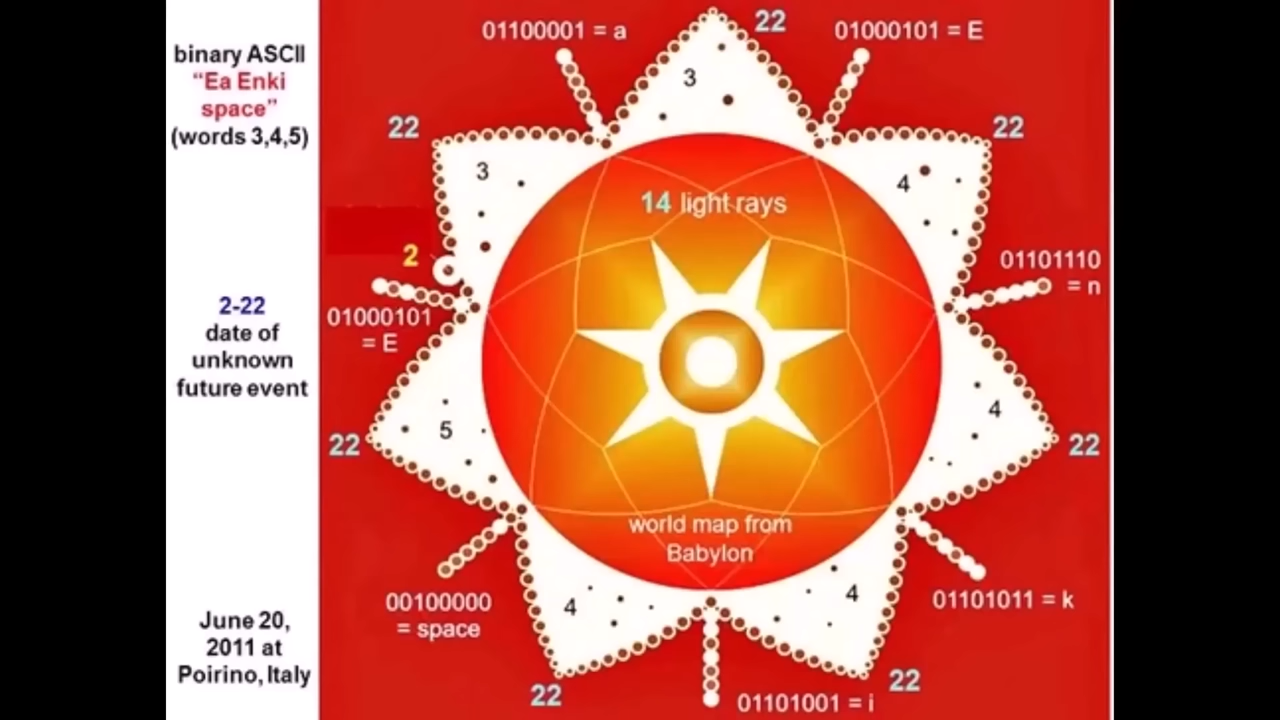 binary ASCII
“Ea Enki
space”
(words 3,4,5)
2-22
date of
unknown
future event
June 20,
2011 at
Poirino, Italy
01100001 = a
22
01000101 = E
3
22
22
3
4
14 light rays
2
01101110
= n
01000101
= E
4
5
22
22
world map from
Babylon
00100000
= space
4
4
01101011 = k
22
22
01101001 = i